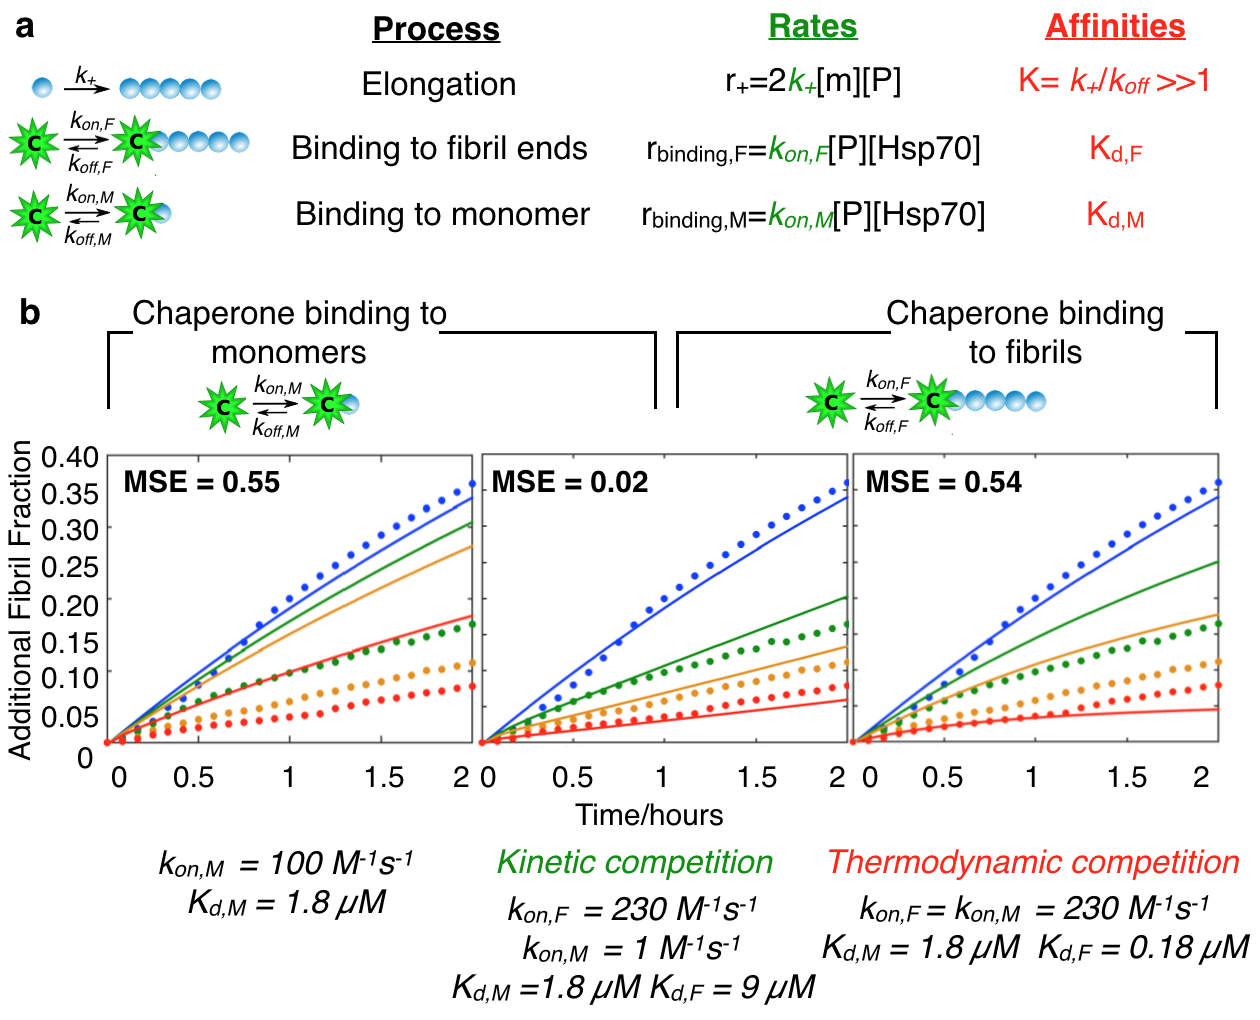 a
Process Rates Affinities
k+ Elongation r+=2k+[m][P] K= k+/koff >>1
kon,F
C C Binding to fibril ends rbinding,F=kon,F[P][Hsp70] Kd,F
koff,F
kon,M
C C Binding to monomer rbinding,M=kon,M[P][Hsp70] Kd,M
koff,M
b
Chaperone binding to
monomers
kon,M
C C
koff,M
Chaperone binding
to fibrils
kon,F
C C
koff,F
Additional Fibril Fraction
0.40
0.35
0.30
0.25
0.20
0.15
0.10
0.05
0
MSE = 0.55 MSE = 0.02 MSE = 0.54
0 0.5 1 1.5 2 0 0.5 1 1.5 2 0 0.5 1 1.5 2
Time/hours
kon,M = 100 M-1s-1
Kd,M = 1.8 μM
Kinetic competition
kon,F = 230 M-1s-1
kon,M = 1 M-1s-1
Kd,M =1.8 μM Kd,F = 9 μM
Thermodynamic competition
kon,F = kon,M = 230 M-1s-1
Kd,M = 1.8 μM Kd,F = 0.18 μM